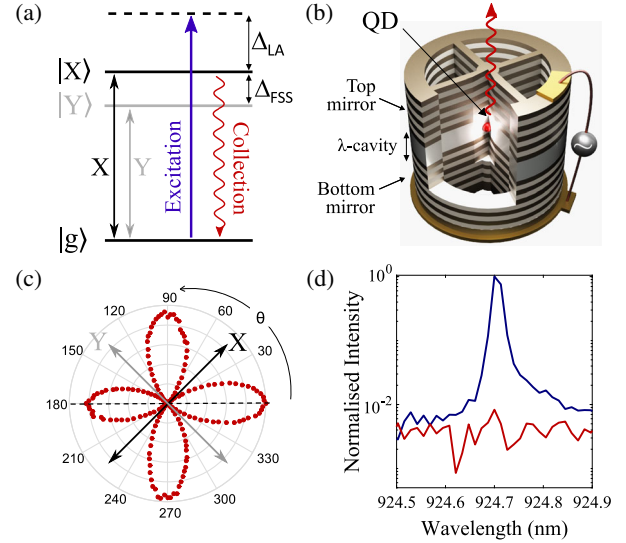 (a)
Δ_LA
|X⟩
Δ_FSS
|Y⟩
X
Y
Excitation
Collection
|g⟩
(b)
QD
Top
mirror
λ-cavity
Bottom
mirror
(c)
90
120
60
θ
150
Y
X
30
180
210
330
240
300
270
(d)
Normalised Intensity
10^0
10^-2
924.5
924.6
924.7
924.8
924.9
Wavelength (nm)